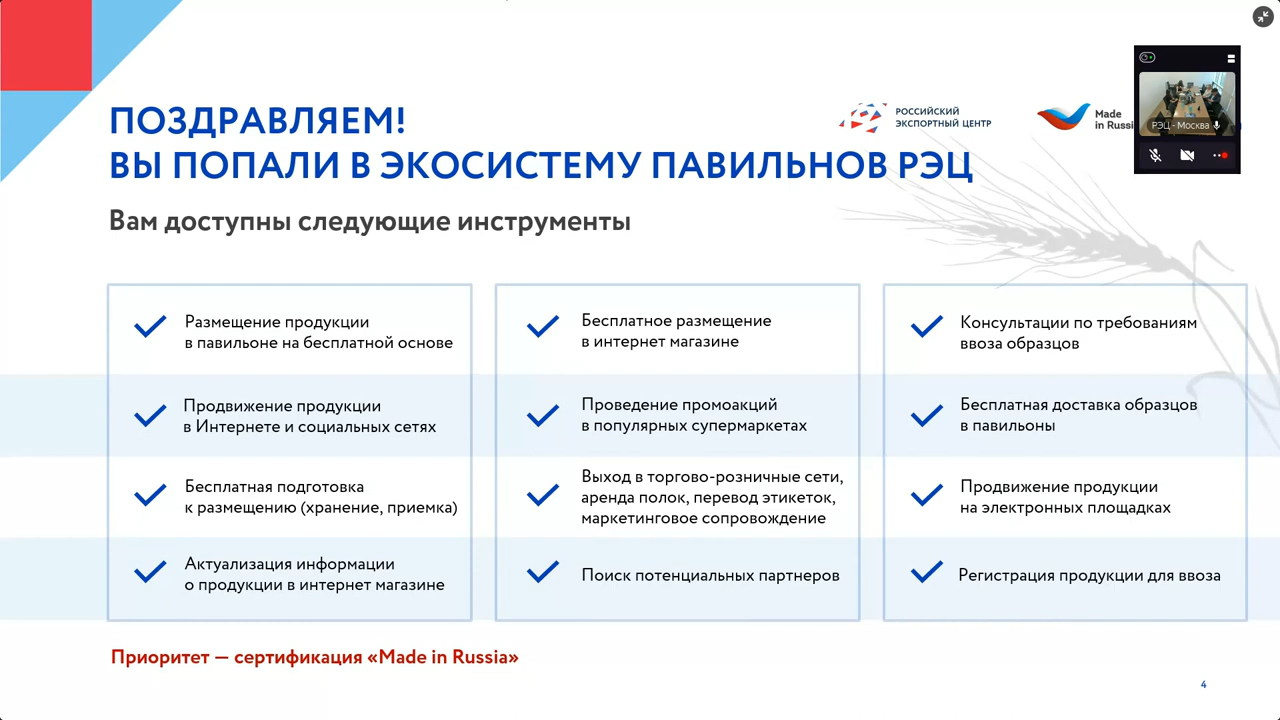 ПОЗДРАВЛЯЕМ!
ВЫ ПОПАЛИ В ЭКОСИСТЕМУ ПАВИЛЬНОВ РЭЦ
РОССИЙСКИЙ
ЭКСПОРТНЫЙ ЦЕНТР
Made
in Russi
РЭЦ - Москва
Вам доступны следующие инструменты
Размещение продукции
в павильоне на бесплатной основе
Продвижение продукции
в Интернете и социальных сетях
Бесплатная подготовка
к размещению (хранение, приемка)
Актуализация информации
о продукции в интернет магазине
Бесплатное размещение
в интернет магазине
Проведение промоакций
в популярных супермаркетах
Выход в торгово-розничные сети,
аренда полок, перевод этикеток,
маркетинговое сопровождение
Поиск потенциальных партнеров
Консультации по требованиям
ввоза образцов
Бесплатная доставка образцов
в павильоны
Продвижение продукции
на электронных площадках
Регистрация продукции для ввоза
Приоритет — сертификация «Made in Russia»
4